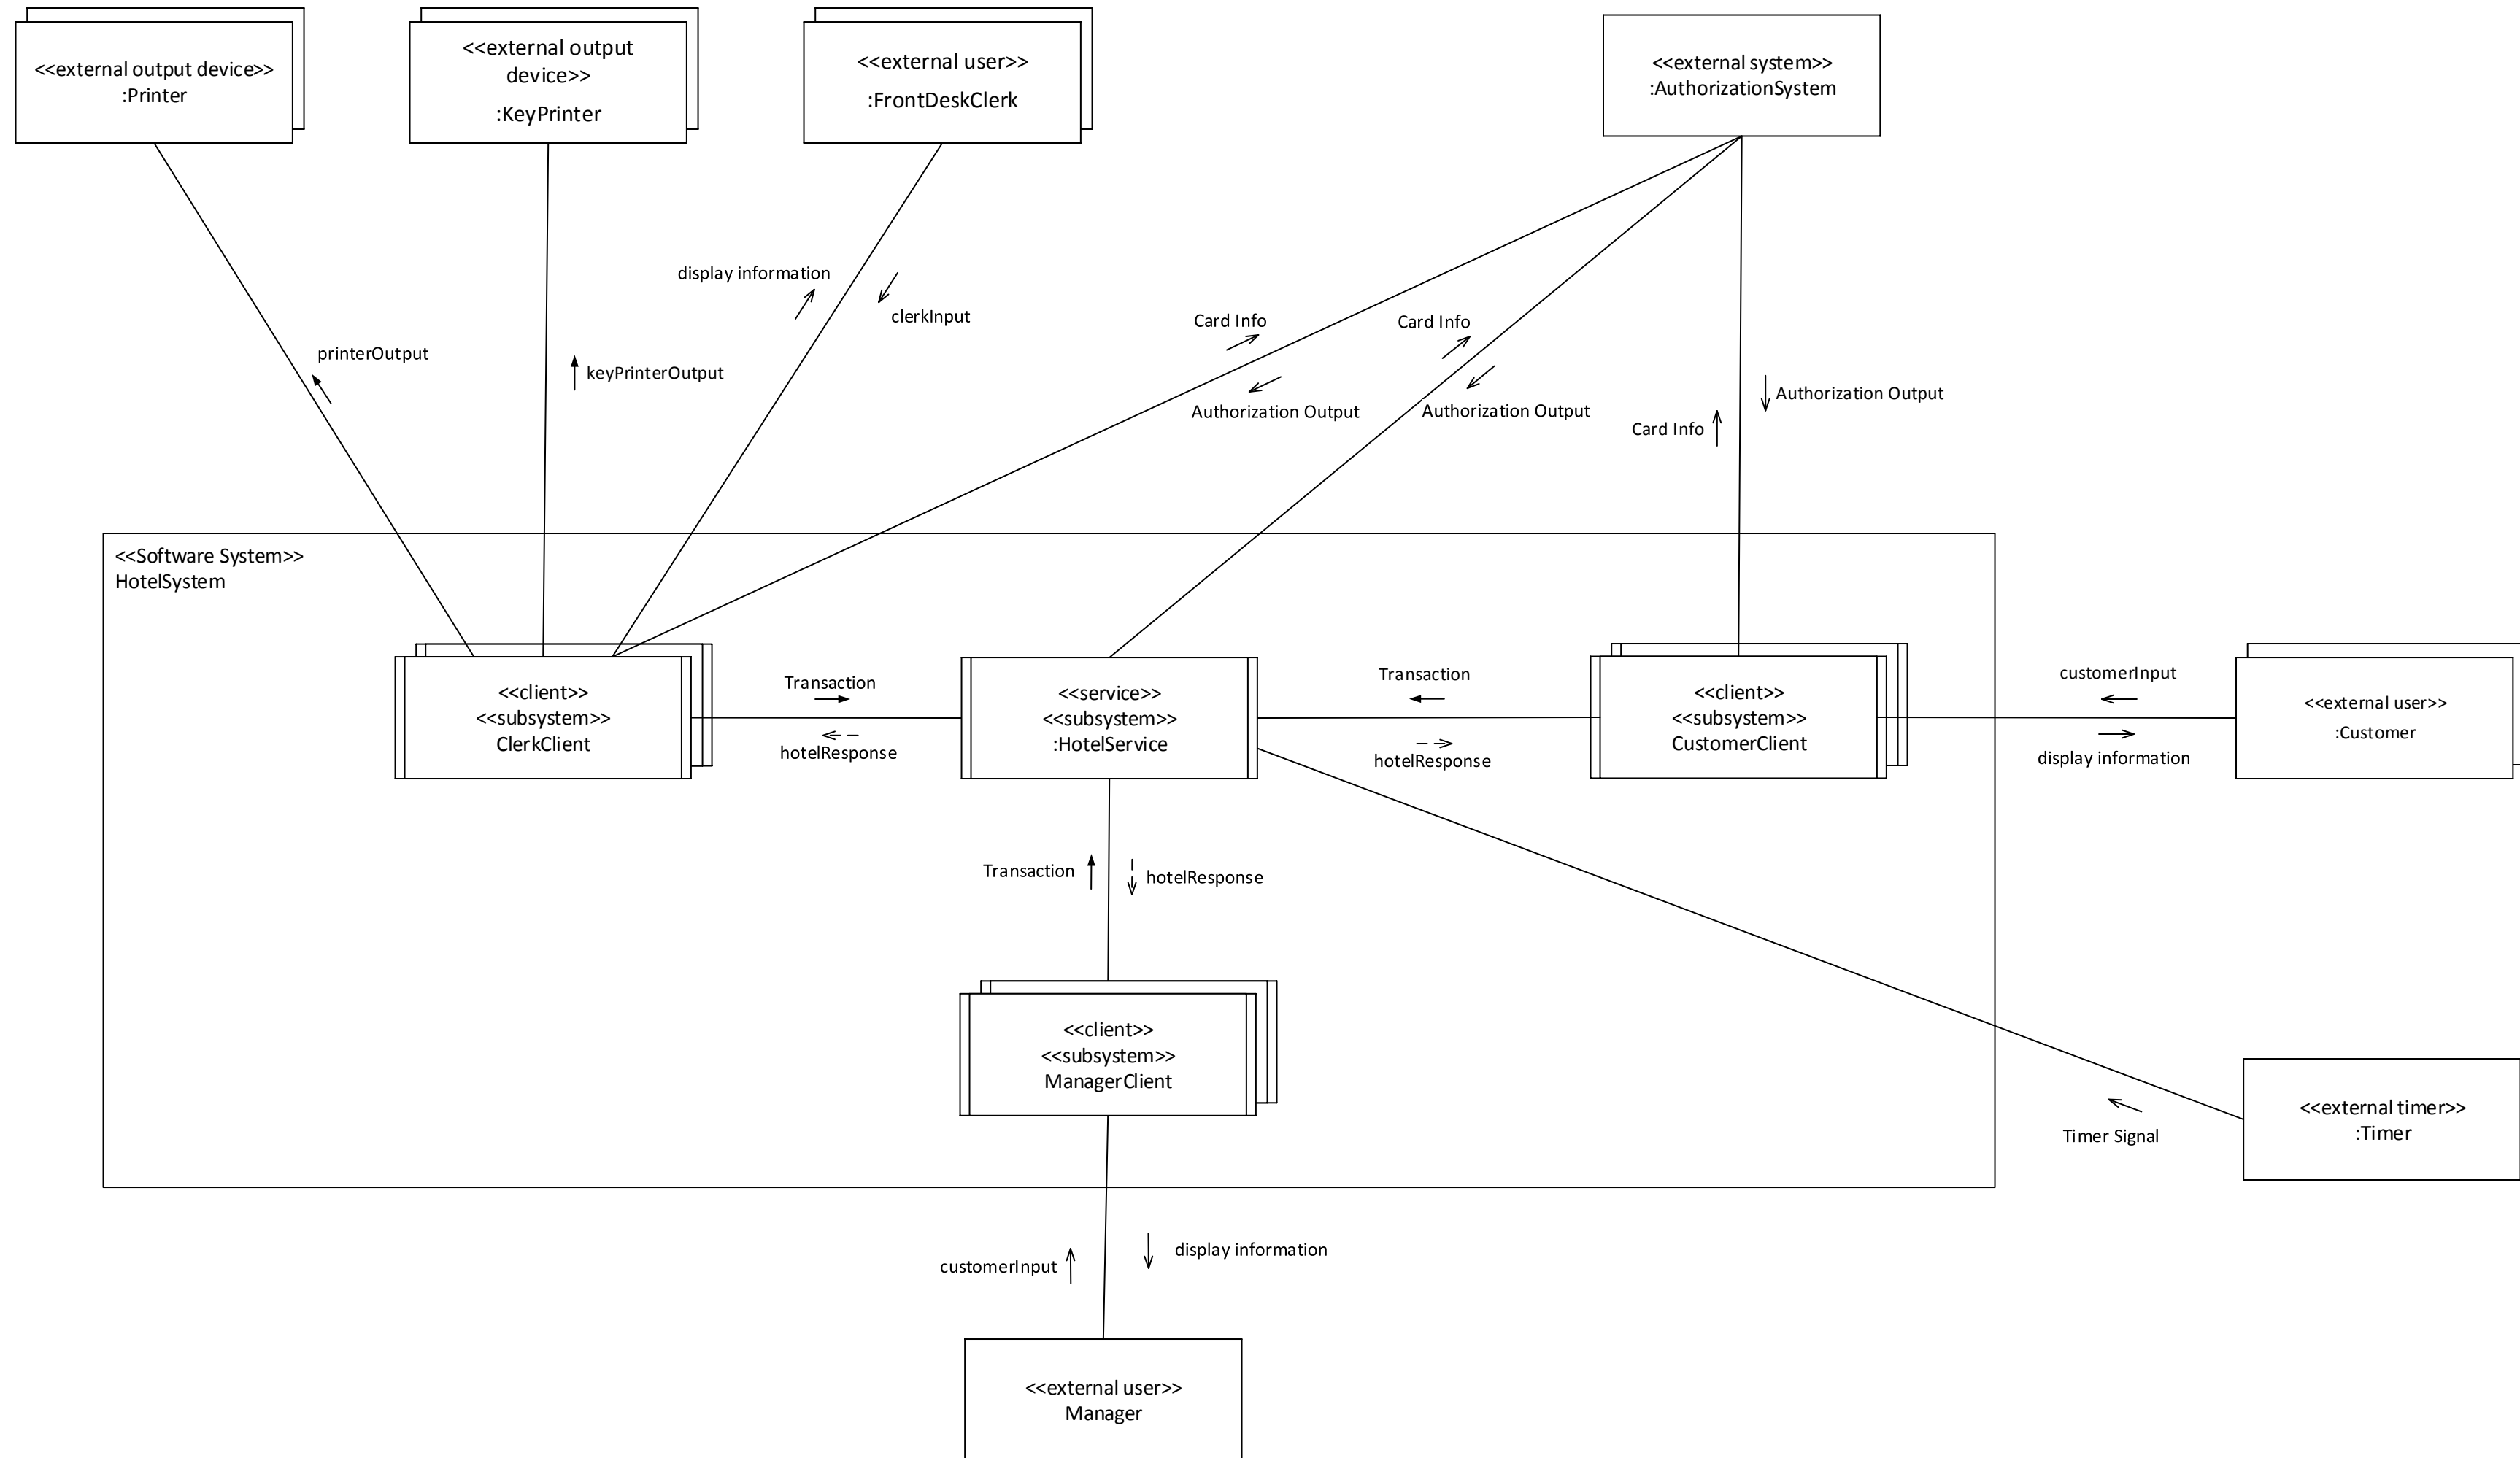 <<external output device>>
:Printer
<<external output
device>>
:KeyPrinter
<<external user>>
:FrontDeskClerk
<<external system>>
:AuthorizationSystem
display information
clerkInput
printerOutput
keyPrinterOutput
Card Info
Authorization Output
Card Info
Authorization Output
Card Info
Authorization Output
<<Software System>>
HotelSystem
<<client>>
<<subsystem>>
ClerkClient
Transaction
hotelResponse
<<service>>
<<subsystem>>
:HotelService
Transaction
hotelResponse
<<client>>
<<subsystem>>
CustomerClient
customerInput
display information
<<external user>>
:Customer
Transaction
hotelResponse
<<client>>
<<subsystem>>
ManagerClient
Timer Signal
<<external timer>>
:Timer
customerInput
display information
<<external user>>
Manager